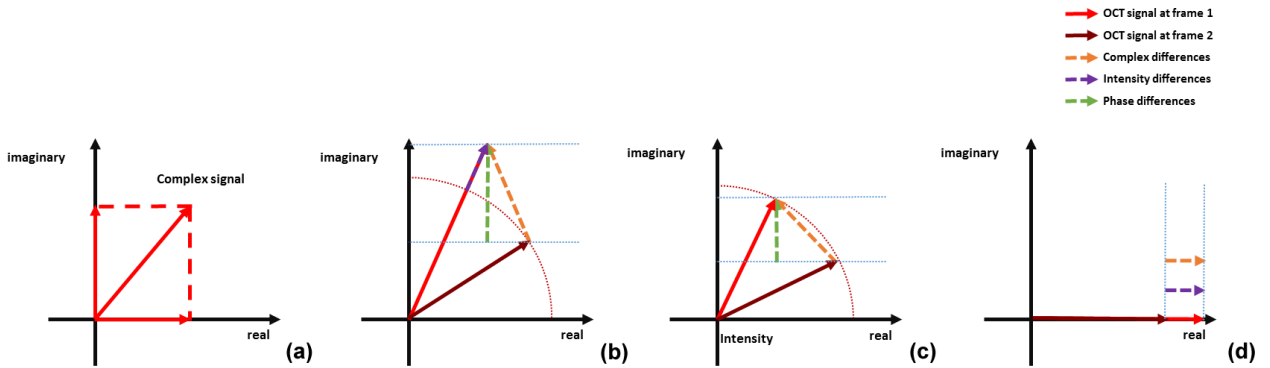 OCT signal at frame 1
OCT signal at frame 2
Complex differences
Intensity differences
Phase differences
imaginary
Complex signal
real
(a)
imaginary
real
(b)
imaginary
Intensity
real
(c)
imaginary
real
(d)